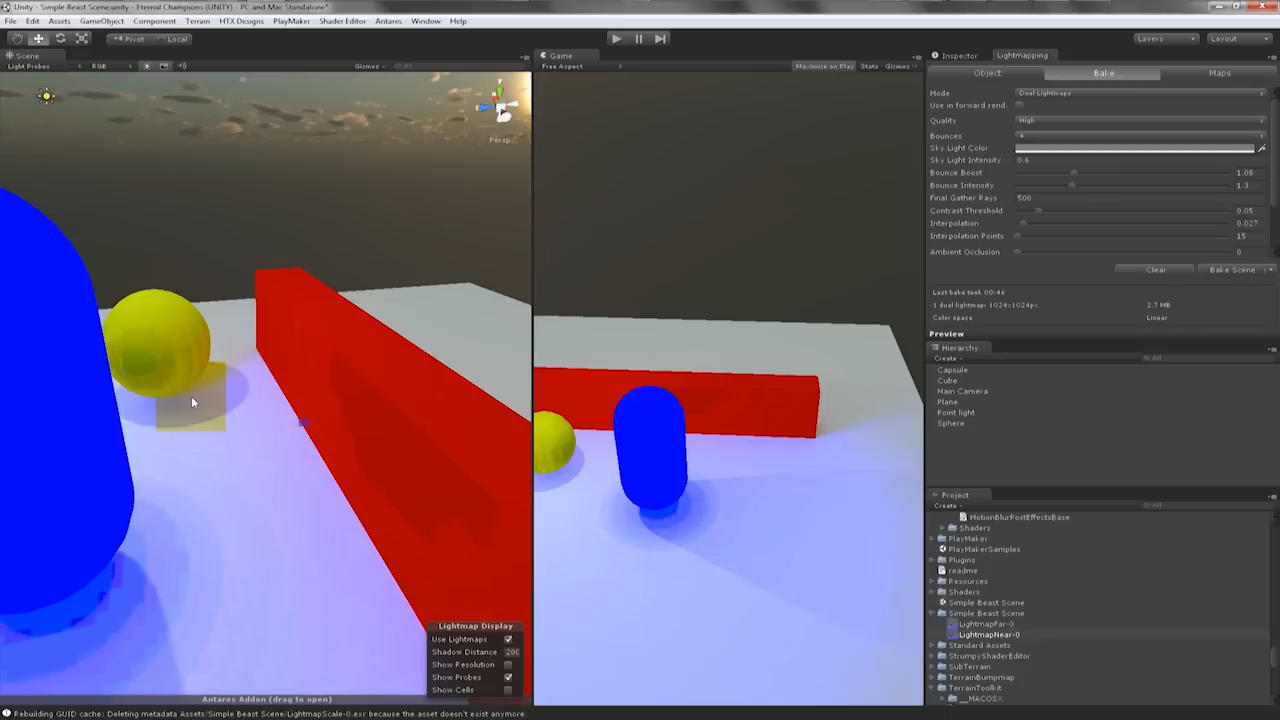 Unity - Simple Beast Scene.unity - Eternal Champions (UNITY) - PC and Mac Standalone*
File Edit Assets GameObject Component Terrain HTX Designs PlayMaker Shader Editor Antares Window Help
Pivot Local Layers Layout
Scene
Light Probes RGB Gizmos All
Persp
Lightmap Display
Use Lightmaps
Shadow Distance 200
Show Resolution
Show Probes
Show Cells
Antares Addon (drag to open)
Game
Free Aspect Maximize on Play Stats Gizmos
Inspector Lightmapping
Object Bake Maps
Mode Dual Lightmaps
Use in forward rend.
Quality High
Bounces 4
Sky Light Color
Sky Light Intensity 0.6
Bounce Boost 1.08
Bounce Intensity 1.3
Final Gather Rays 500
Contrast Threshold 0.05
Interpolation 0.027
Interpolation Points 15
Ambient Occlusion 0
Clear Bake Scene
Last bake took 00:46
1 dual lightmap: 1024x1024px 2.7 MB
Color space Linear
Preview
Hierarchy
Create All
Capsule
Cube
Main Camera
Plane
Point light
Sphere
Project
Create All
MotionBlurPostEffectsBase
Shaders
PlayMaker
PlayMakerSamples
Plugins
readme
Resources
Shaders
Simple Beast Scene
Simple Beast Scene
LightmapFar-0
LightmapNear-0
Standard Assets
StrumpyShaderEditor
SubTerrain
TerrainBumpmap
TerrainToolkit
__MACOSX
Rebuilding GUID cache: Deleting metadata Assets/Simple Beast Scene/LightmapScale-0.exr because the asset doesn't exist anymore.